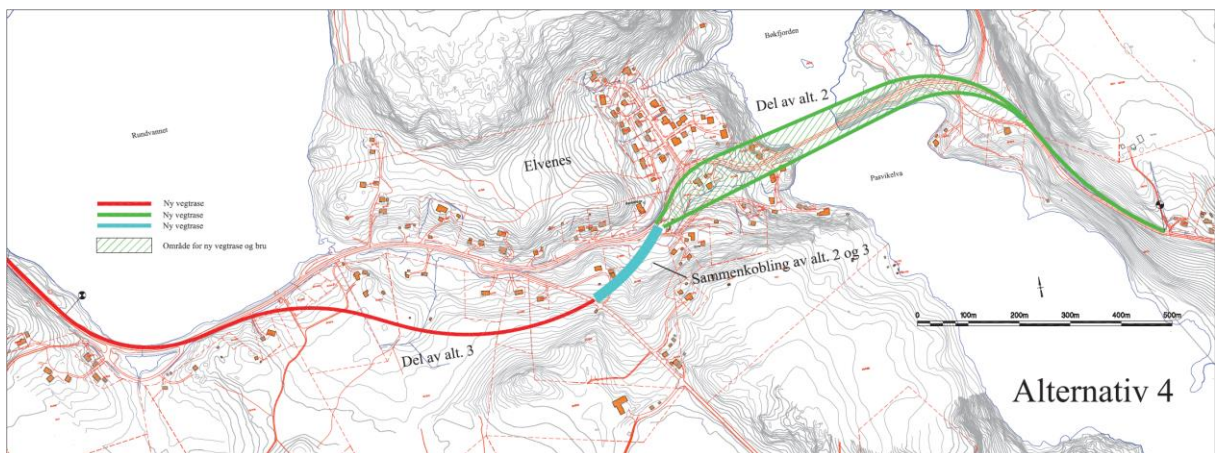 Bøkfjorden
Del av alt. 2
Rundvannet
Elvenes
Pasvikelva
Ny vegtrase
Ny vegtrase
Ny vegtrase
Område for ny vegtrase og bru
Sammenkobling av alt. 2 og 3
Del av alt. 3
0 100m 200m 300m 400m 500m
Alternativ 4